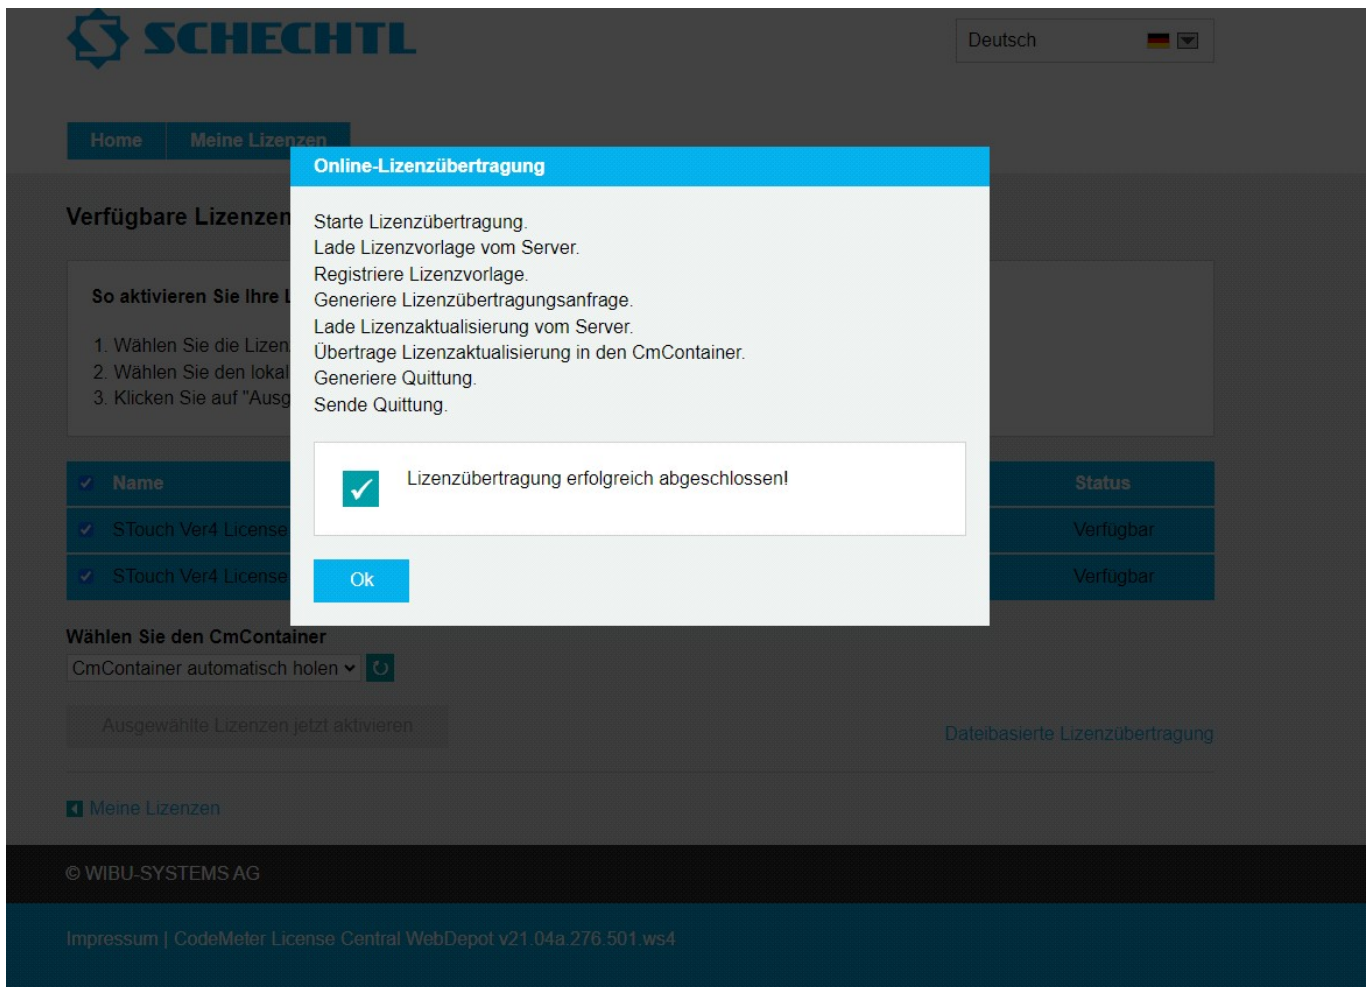 SCHECHTL
Deutsch
Home Meine Lizenzen
Online-Lizenzübertragung
Verfügbare Lizenzen
Starte Lizenzübertragung.
Lade Lizenzvorlage vom Server.
Registriere Lizenzvorlage.
Generiere Lizenzübertragungsanfrage.
Lade Lizenzaktualisierung vom Server.
Übertrage Lizenzaktualisierung in den CmContainer.
Generiere Quittung.
Sende Quittung.
So aktivieren Sie Ihre
1. Wählen Sie die Lizen
2. Wählen Sie den lokal
3. Klicken Sie auf "Ausg
Lizenzübertragung erfolgreich abgeschlossen!
Ok
Name Status
STouch Ver4 License Verfügbar
STouch Ver4 License Verfügbar
Wählen Sie den CmContainer
CmContainer automatisch holen
Ausgewählte Lizenzen jetzt aktivieren
Dateibasierte Lizenzübertragung
Meine Lizenzen
© WIBU-SYSTEMS AG
Impressum | CodeMeter License Central WebDepot v21.04a.276.501.ws4